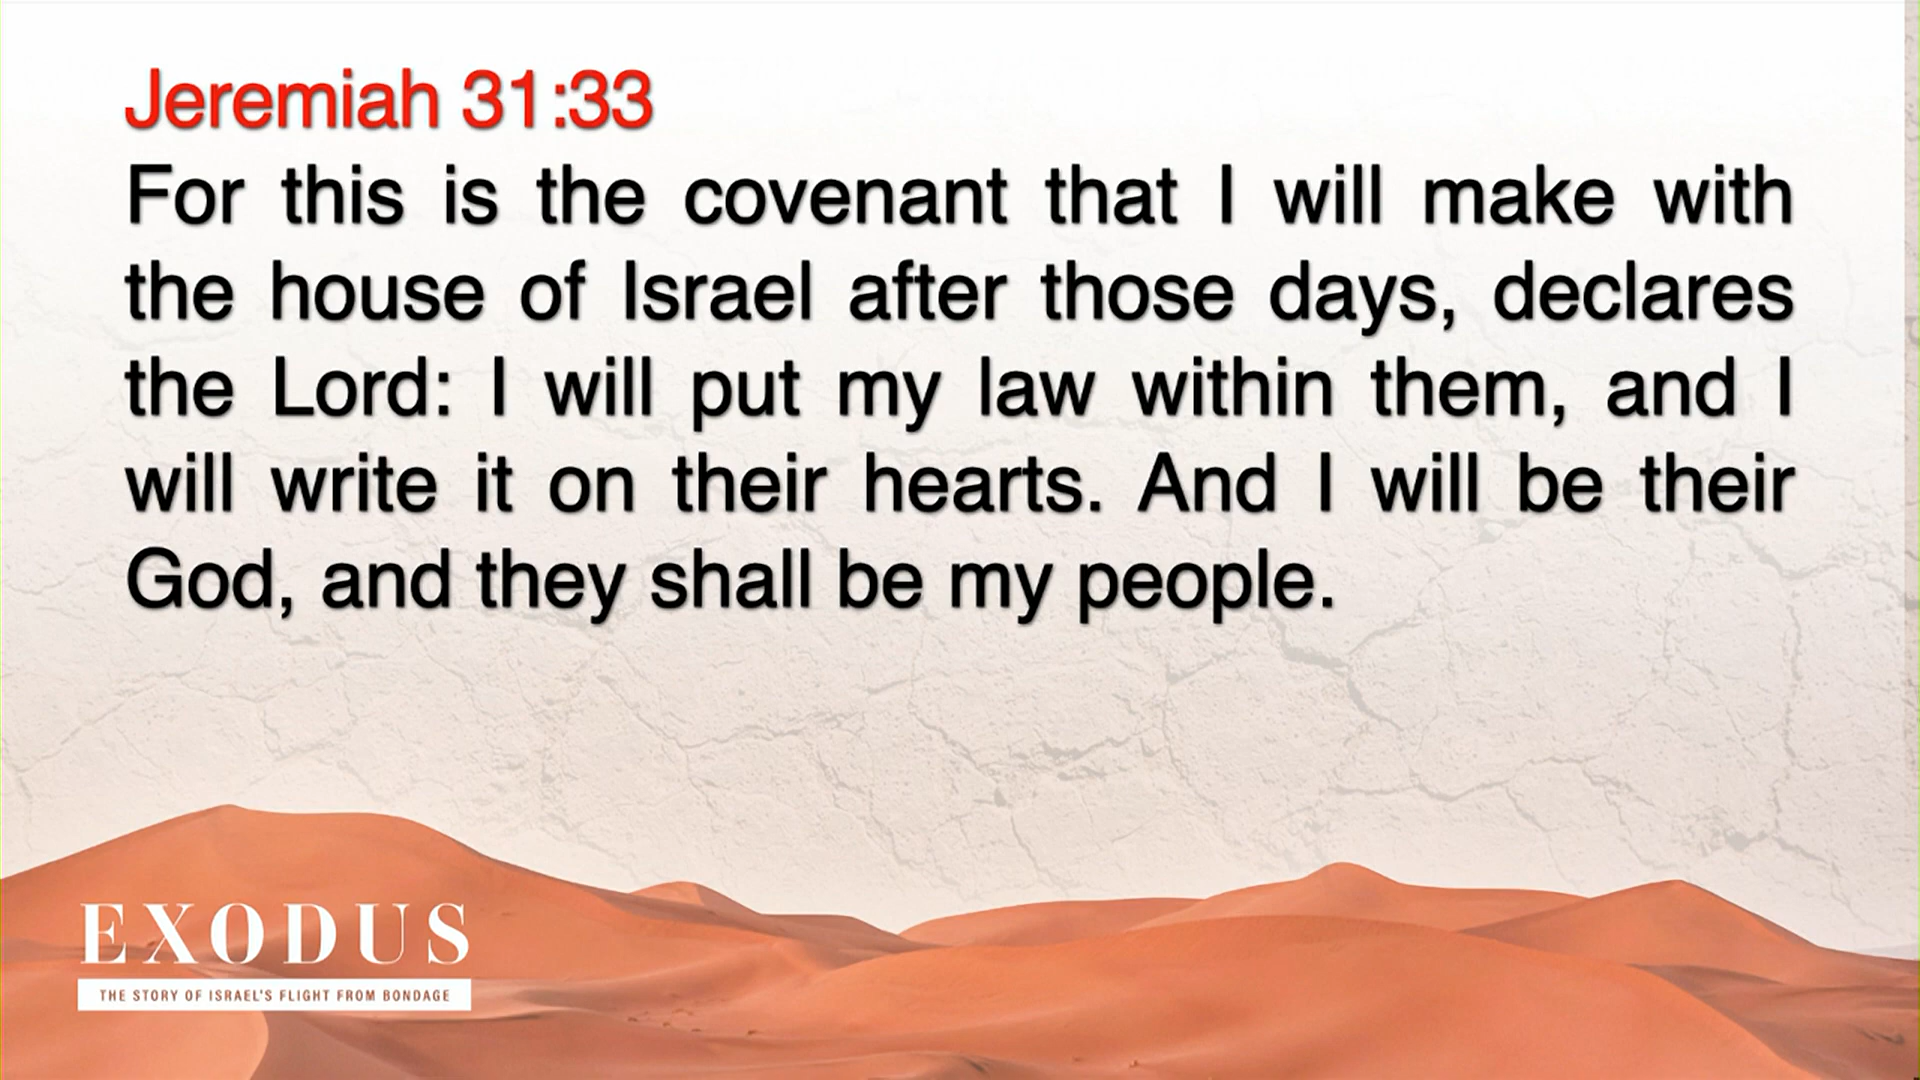 Jeremiah 31:33
For this is the covenant that I will make with
the house of Israel after those days, declares
the Lord: I will put my law within them, and I
will write it on their hearts. And I will be their
God, and they shall be my people.
EXODUS
THE STORY OF ISRAEL'S FLIGHT FROM BONDAGE